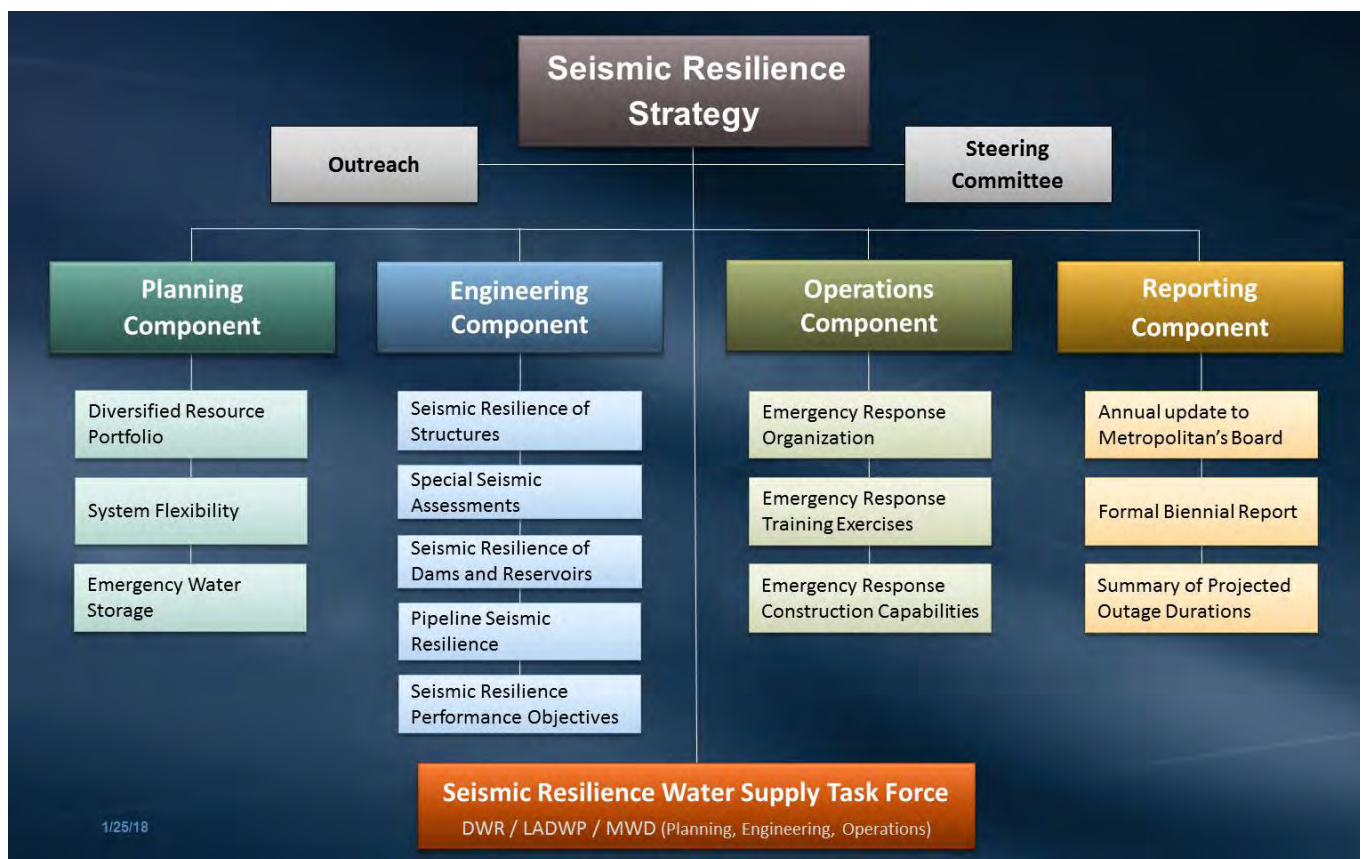 Seismic Resilience
Strategy
Outreach
Steering
Committee
Planning
Component
Diversified Resource
Portfolio
System Flexibility
Emergency Water
Storage
Engineering
Component
Seismic Resilience of
Structures
Special Seismic
Assessments
Seismic Resilience of
Dams and Reservoirs
Pipeline Seismic
Resilience
Seismic Resilience
Performance Objectives
Operations
Component
Emergency Response
Organization
Emergency Response
Training Exercises
Emergency Response
Construction Capabilities
Reporting
Component
Annual update to
Metropolitan's Board
Formal Biennial Report
Summary of Projected
Outage Durations
Seismic Resilience Water Supply Task Force
DWR / LADWP / MWD (Planning, Engineering, Operations)
1/25/18